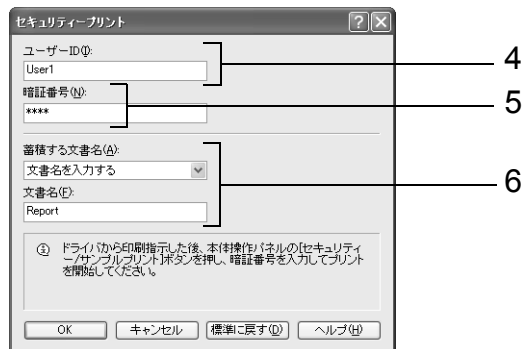 セキュリティープリント
ユーザーID(I):
User1
4
暗証番号(N):
5
****
蓄積する文書名(A):
文書名を入力する
6
文書名(F):
Report
ドライバから印刷指示した後、本体操作パネルの[セキュリティ
ー/サンプルプリント]ボタンを押し、暗証番号を入力してプリント
を開始してください。
OK キャンセル 標準に戻す(D) ヘルプ(H)